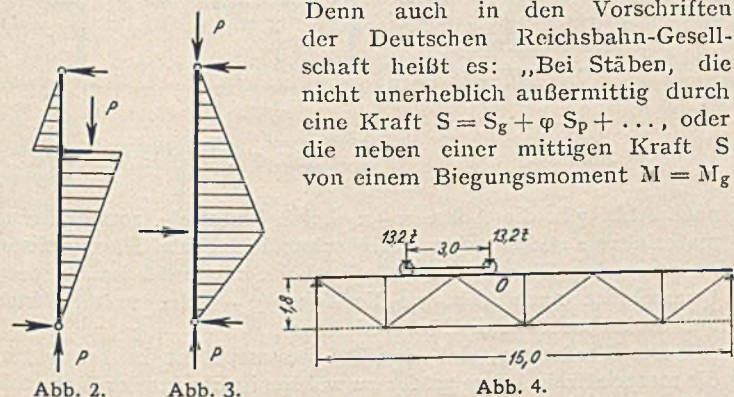 Denn auch in den Vorschriften
der Deutschen Reichsbahn-Gesell-
schaft heißt es: „Bei Stäben, die
nicht unerheblich außermittig durch
eine Kraft S = Sg + φ Sp + ..., oder
die neben einer mittigen Kraft S
von einem Biegungsmoment M = Mg
P
P
P
Abb. 2.
P
Abb. 3.
13,2t 3,0 13,2t
O
1,8
15,0
Abb. 4.